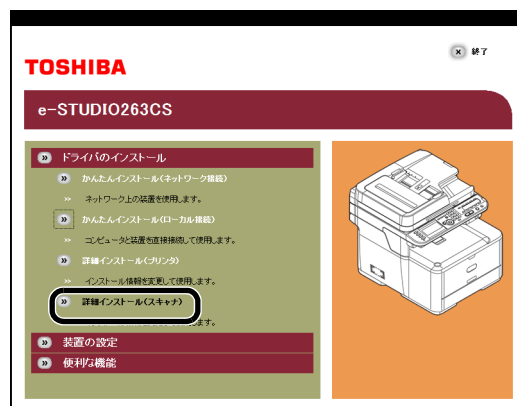 終了
TOSHIBA
e-STUDIO263CS
ドライバのインストール
かんたんインストール(ネットワーク接続)
ネットワーク上の装置を使用します。
かんたんインストール(ローカル接続)
コンピュータと装置を直接接続して使用します。
詳細インストール(プリンタ)
インストール情報を変更して使用します。
詳細インストール(スキャナ)
ます。
装置の設定
便利な機能